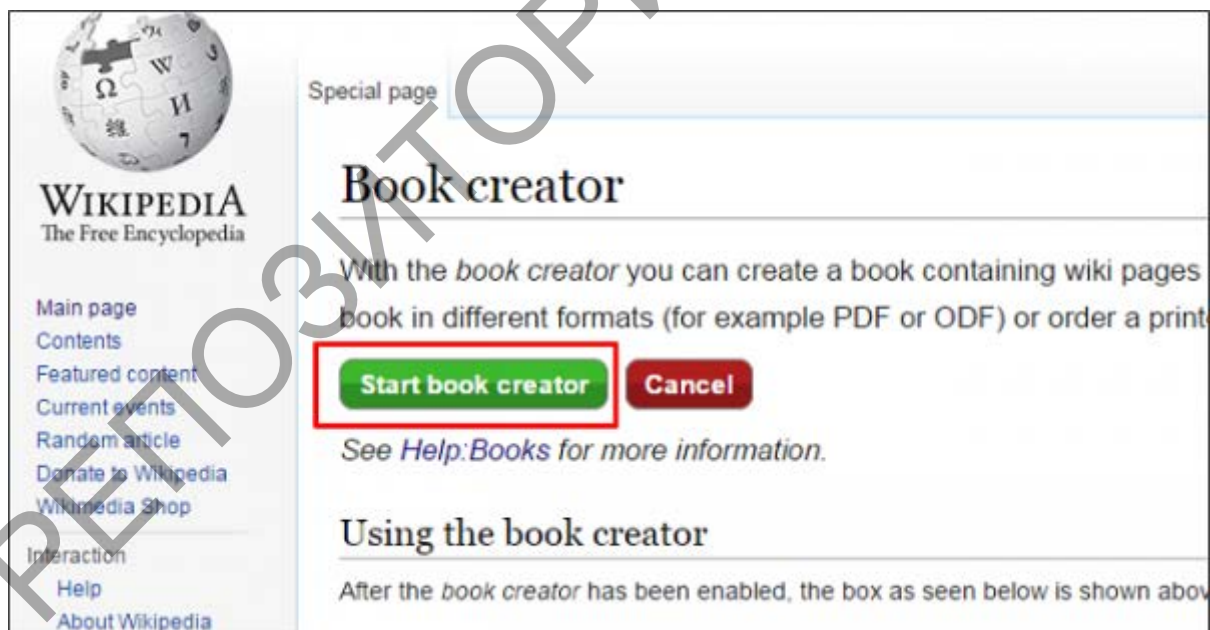 WIKIPEDIA
The Free Encyclopedia
Main page
Contents
Featured content
Current events
Random article
Donate to Wikipedia
Wikimedia Shop
Interaction
Help
About Wikipedia
Special page
Book creator
With the book creator you can create a book containing wiki pages
book in different formats (for example PDF or ODF) or order a print
Start book creator
Cancel
See Help:Books for more information.
Using the book creator
After the book creator has been enabled, the box as seen below is shown abov
РЕПОЗИТОРИ